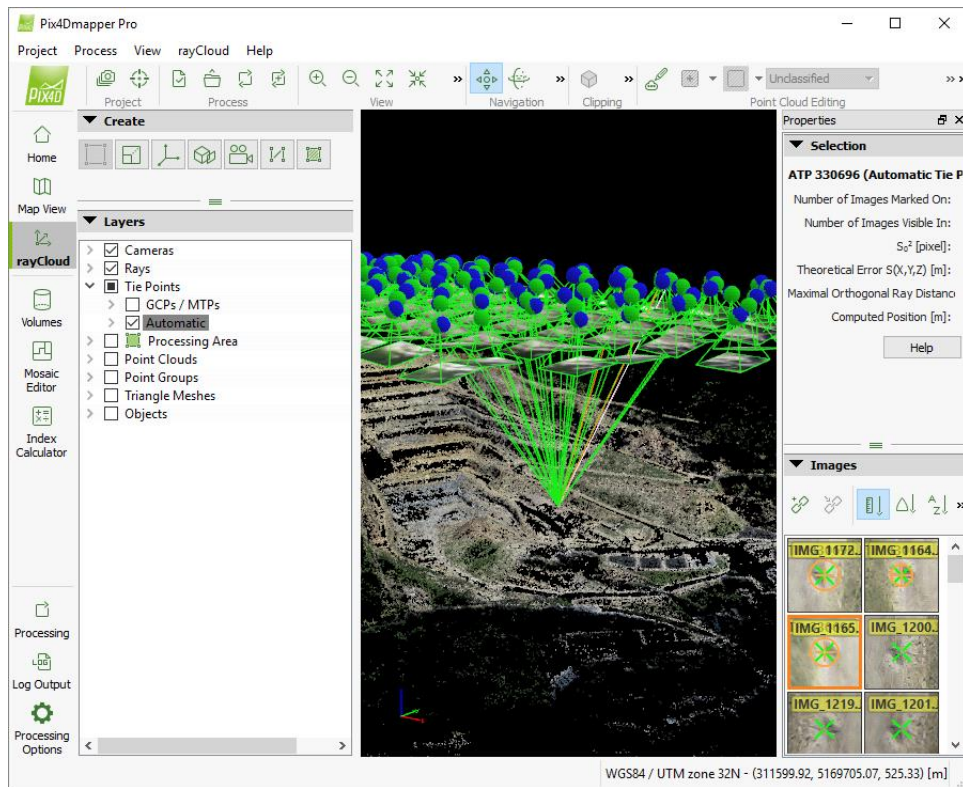 Pix4Dmapper Pro
Project Process View rayCloud Help
PIX4D
» » » Unclassified » »
Project Process View Navigation Clipping Point Cloud Editing
Home
Map View
rayCloud
Volumes
Mosaic Editor
Index Calculator
Processing
Log Output
Processing Options
Create
Layers
Cameras
Rays
Tie Points
GCPs / MTPs
Automatic
Processing Area
Point Clouds
Point Groups
Triangle Meshes
Objects
Properties
Selection
ATP 330696 (Automatic Tie P
Number of Images Marked On:
Number of Images Visible In:
S₀² [pixel]:
Theoretical Error S(X,Y,Z) [m]:
Maximal Orthogonal Ray Distanc
Computed Position [m]:
Help
Images
A
Z »
IMG_1172.. IMG_1164..
IMG_1165. IMG_1200..
IMG_1219.. IMG_1201..
WGS84 / UTM zone 32N - (311599.92, 5169705.07, 525.33) [m]